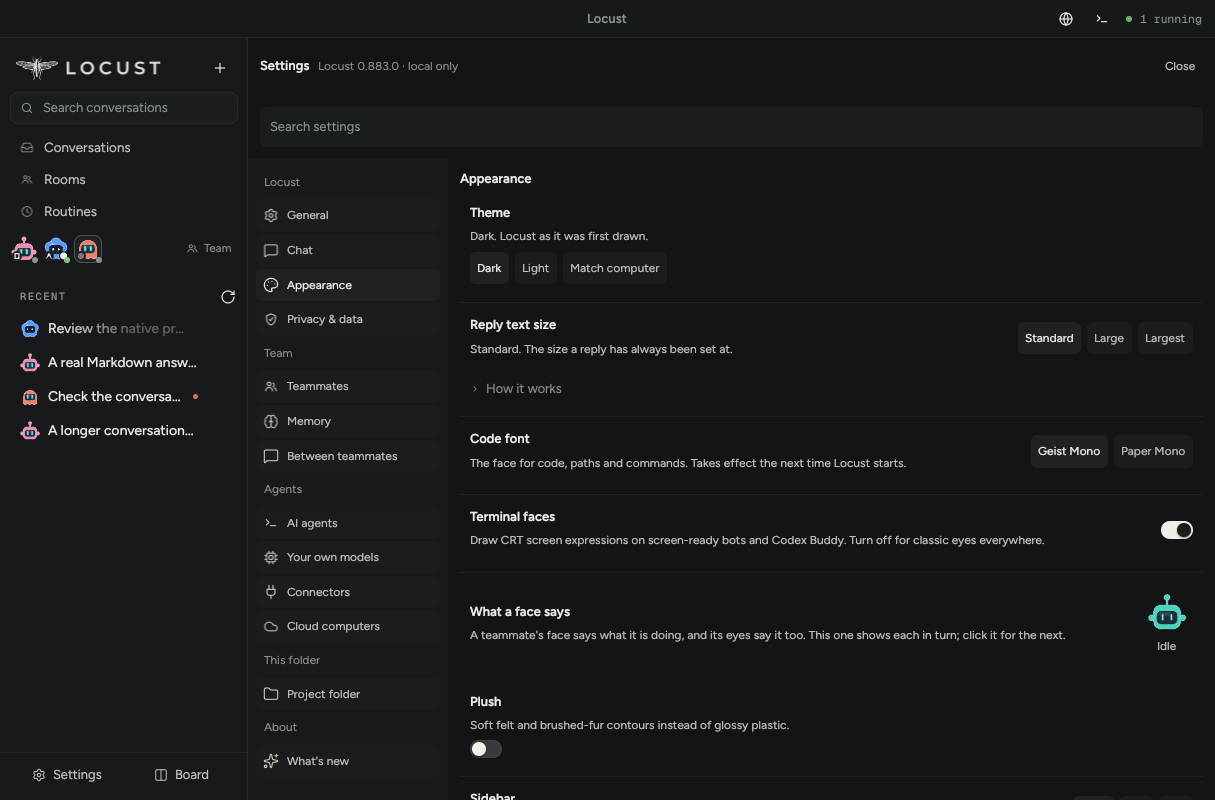 Locust
1 running
LOCUST
Search conversations
Conversations
Rooms
Routines
Team
RECENT
Review the native pr...
A real Markdown answ...
Check the conversa...
A longer conversation...
Settings
Board
Settings Locust 0.883.0 · local only
Close
Search settings
Locust
General
Chat
Appearance
Privacy & data
Team
Teammates
Memory
Between teammates
Agents
AI agents
Your own models
Connectors
Cloud computers
This folder
Project folder
About
What's new
Appearance
Theme
Dark. Locust as it was first drawn.
Dark Light Match computer
Reply text size
Standard. The size a reply has always been set at.
Standard Large Largest
How it works
Code font
The face for code, paths and commands. Takes effect the next time Locust starts.
Geist Mono Paper Mono
Terminal faces
Draw CRT screen expressions on screen-ready bots and Codex Buddy. Turn off for classic eyes everywhere.
What a face says
A teammate's face says what it is doing, and its eyes say it too. This one shows each in turn; click it for the next.
Idle
Plush
Soft felt and brushed-fur contours instead of glossy plastic.
Sidebar